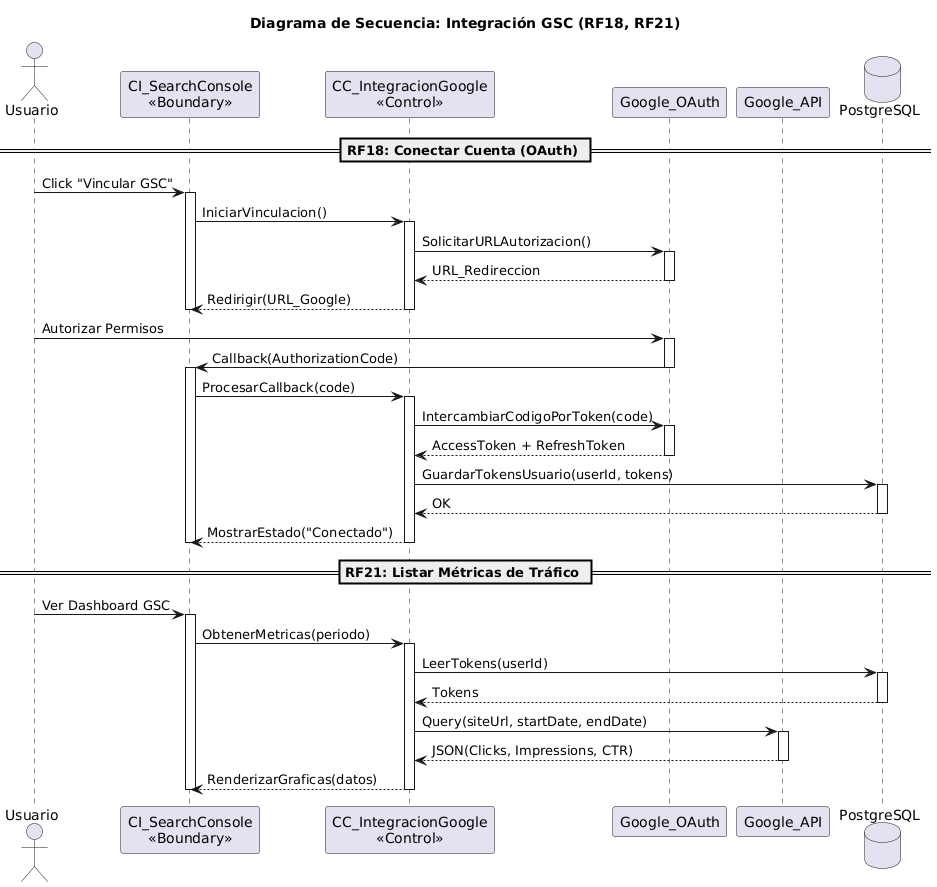 Diagrama de Secuencia: Integración GSC (RF18, RF21)
Usuario
CI_SearchConsole
«Boundary»
CC_IntegracionGoogle
«Control»
Google_OAuth
Google_API
PostgreSQL
RF18: Conectar Cuenta (OAuth)
Click "Vincular GSC"
IniciarVinculacion()
SolicitarURLAutorizacion()
URL_Redireccion
Redirigir(URL_Google)
Autorizar Permisos
Callback(AuthorizationCode)
ProcesarCallback(code)
IntercambiarCodigoPorToken(code)
AccessToken + RefreshToken
GuardarTokensUsuario(userId, tokens)
OK
MostrarEstado("Conectado")
RF21: Listar Métricas de Tráfico
Ver Dashboard GSC
ObtenerMetricas(periodo)
LeerTokens(userId)
Tokens
Query(siteUrl, startDate, endDate)
JSON(Clicks, Impressions, CTR)
RenderizarGraficas(datos)
Usuario
CI_SearchConsole
«Boundary»
CC_IntegracionGoogle
«Control»
Google_OAuth
Google_API
PostgreSQL